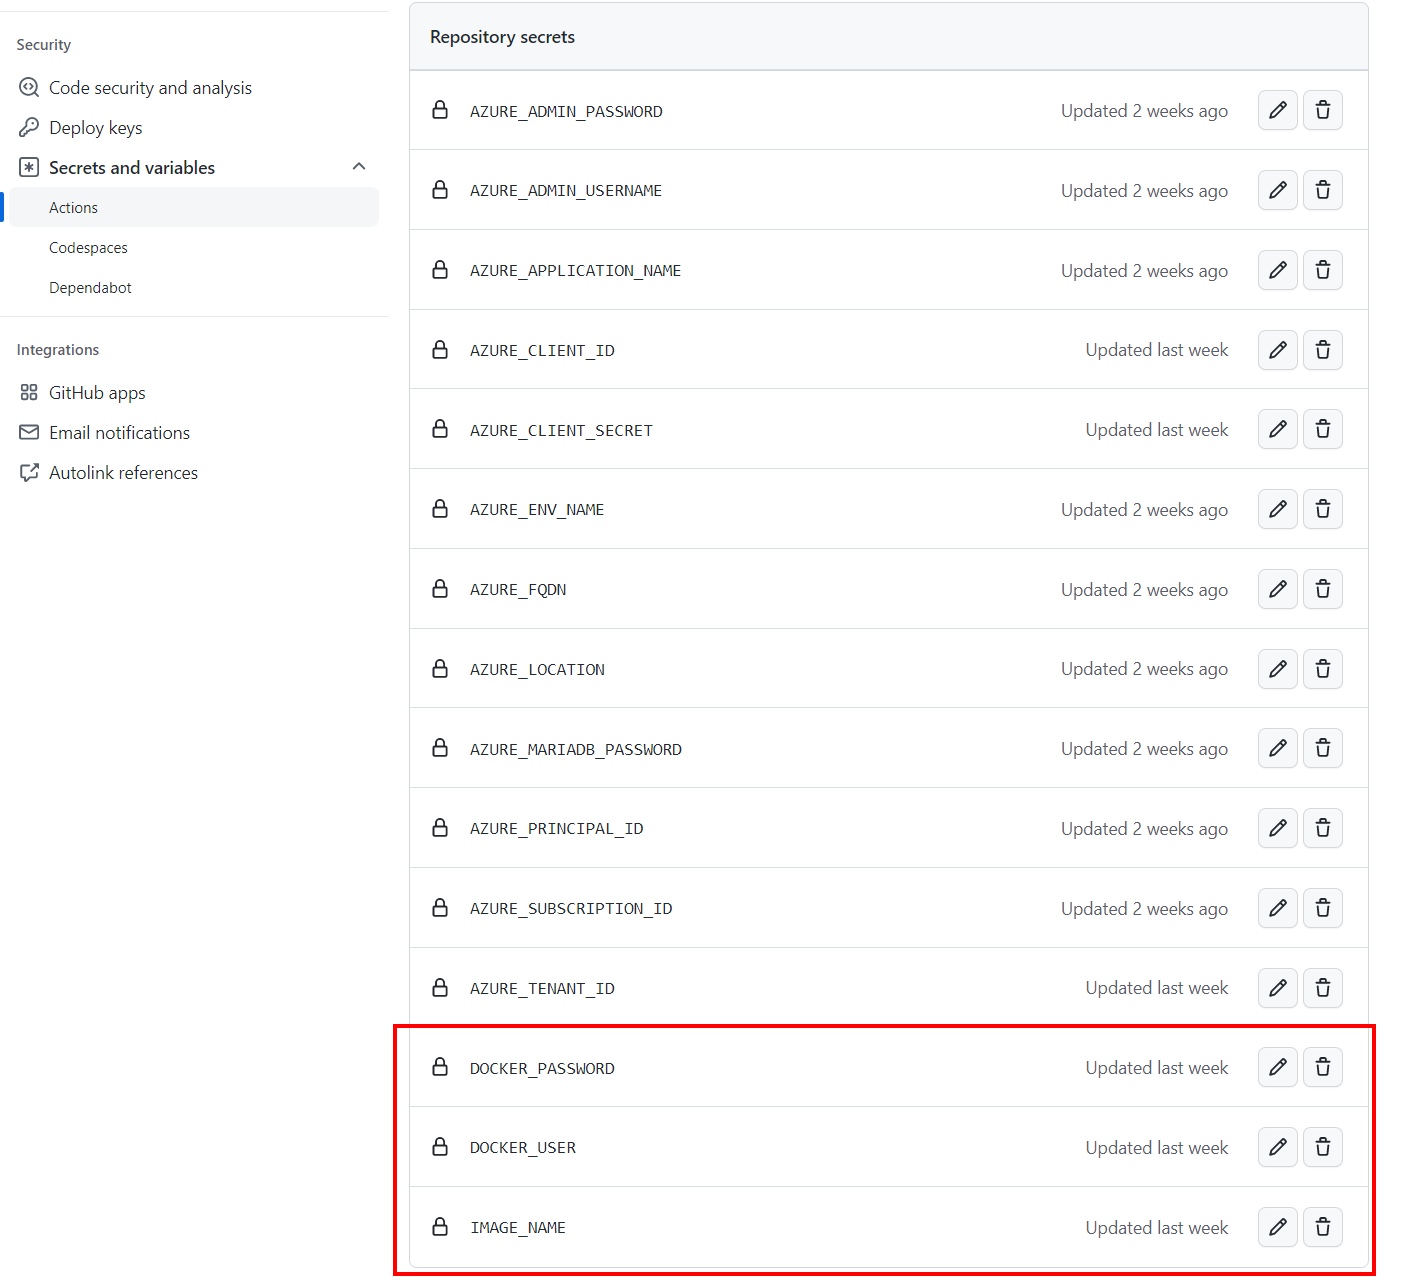 Security
Code security and analysis
Deploy keys
Secrets and variables
Actions
Codespaces
Dependabot
Integrations
GitHub apps
Email notifications
Autolink references
Repository secrets
AZURE_ADMIN_PASSWORD Updated 2 weeks ago
AZURE_ADMIN_USERNAME Updated 2 weeks ago
AZURE_APPLICATION_NAME Updated 2 weeks ago
AZURE_CLIENT_ID Updated last week
AZURE_CLIENT_SECRET Updated last week
AZURE_ENV_NAME Updated 2 weeks ago
AZURE_FQDN Updated 2 weeks ago
AZURE_LOCATION Updated 2 weeks ago
AZURE_MARIADB_PASSWORD Updated 2 weeks ago
AZURE_PRINCIPAL_ID Updated 2 weeks ago
AZURE_SUBSCRIPTION_ID Updated 2 weeks ago
AZURE_TENANT_ID Updated last week
DOCKER_PASSWORD Updated last week
DOCKER_USER Updated last week
IMAGE_NAME Updated last week